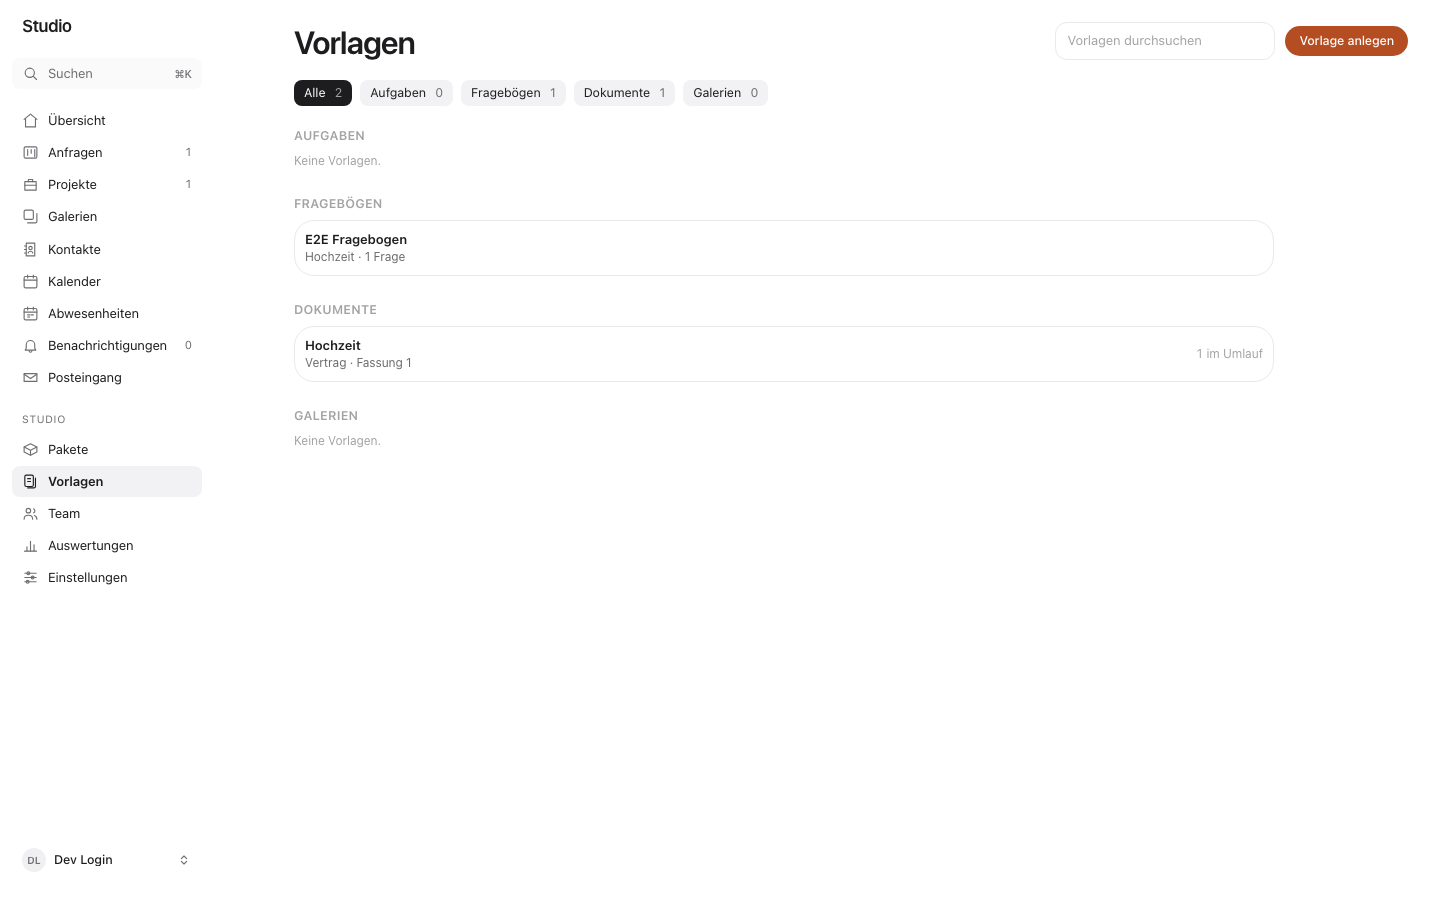 Studio
Suchen ⌘K
Übersicht
Anfragen 1
Projekte 1
Galerien
Kontakte
Kalender
Abwesenheiten
Benachrichtigungen 0
Posteingang
STUDIO
Pakete
Vorlagen
Team
Auswertungen
Einstellungen
DL Dev Login
Vorlagen
Vorlagen durchsuchen
Vorlage anlegen
Alle 2 Aufgaben 0 Fragebögen 1 Dokumente 1 Galerien 0
AUFGABEN
Keine Vorlagen.
FRAGEBÖGEN
E2E Fragebogen
Hochzeit · 1 Frage
DOKUMENTE
Hochzeit
Vertrag · Fassung 1
1 im Umlauf
GALERIEN
Keine Vorlagen.